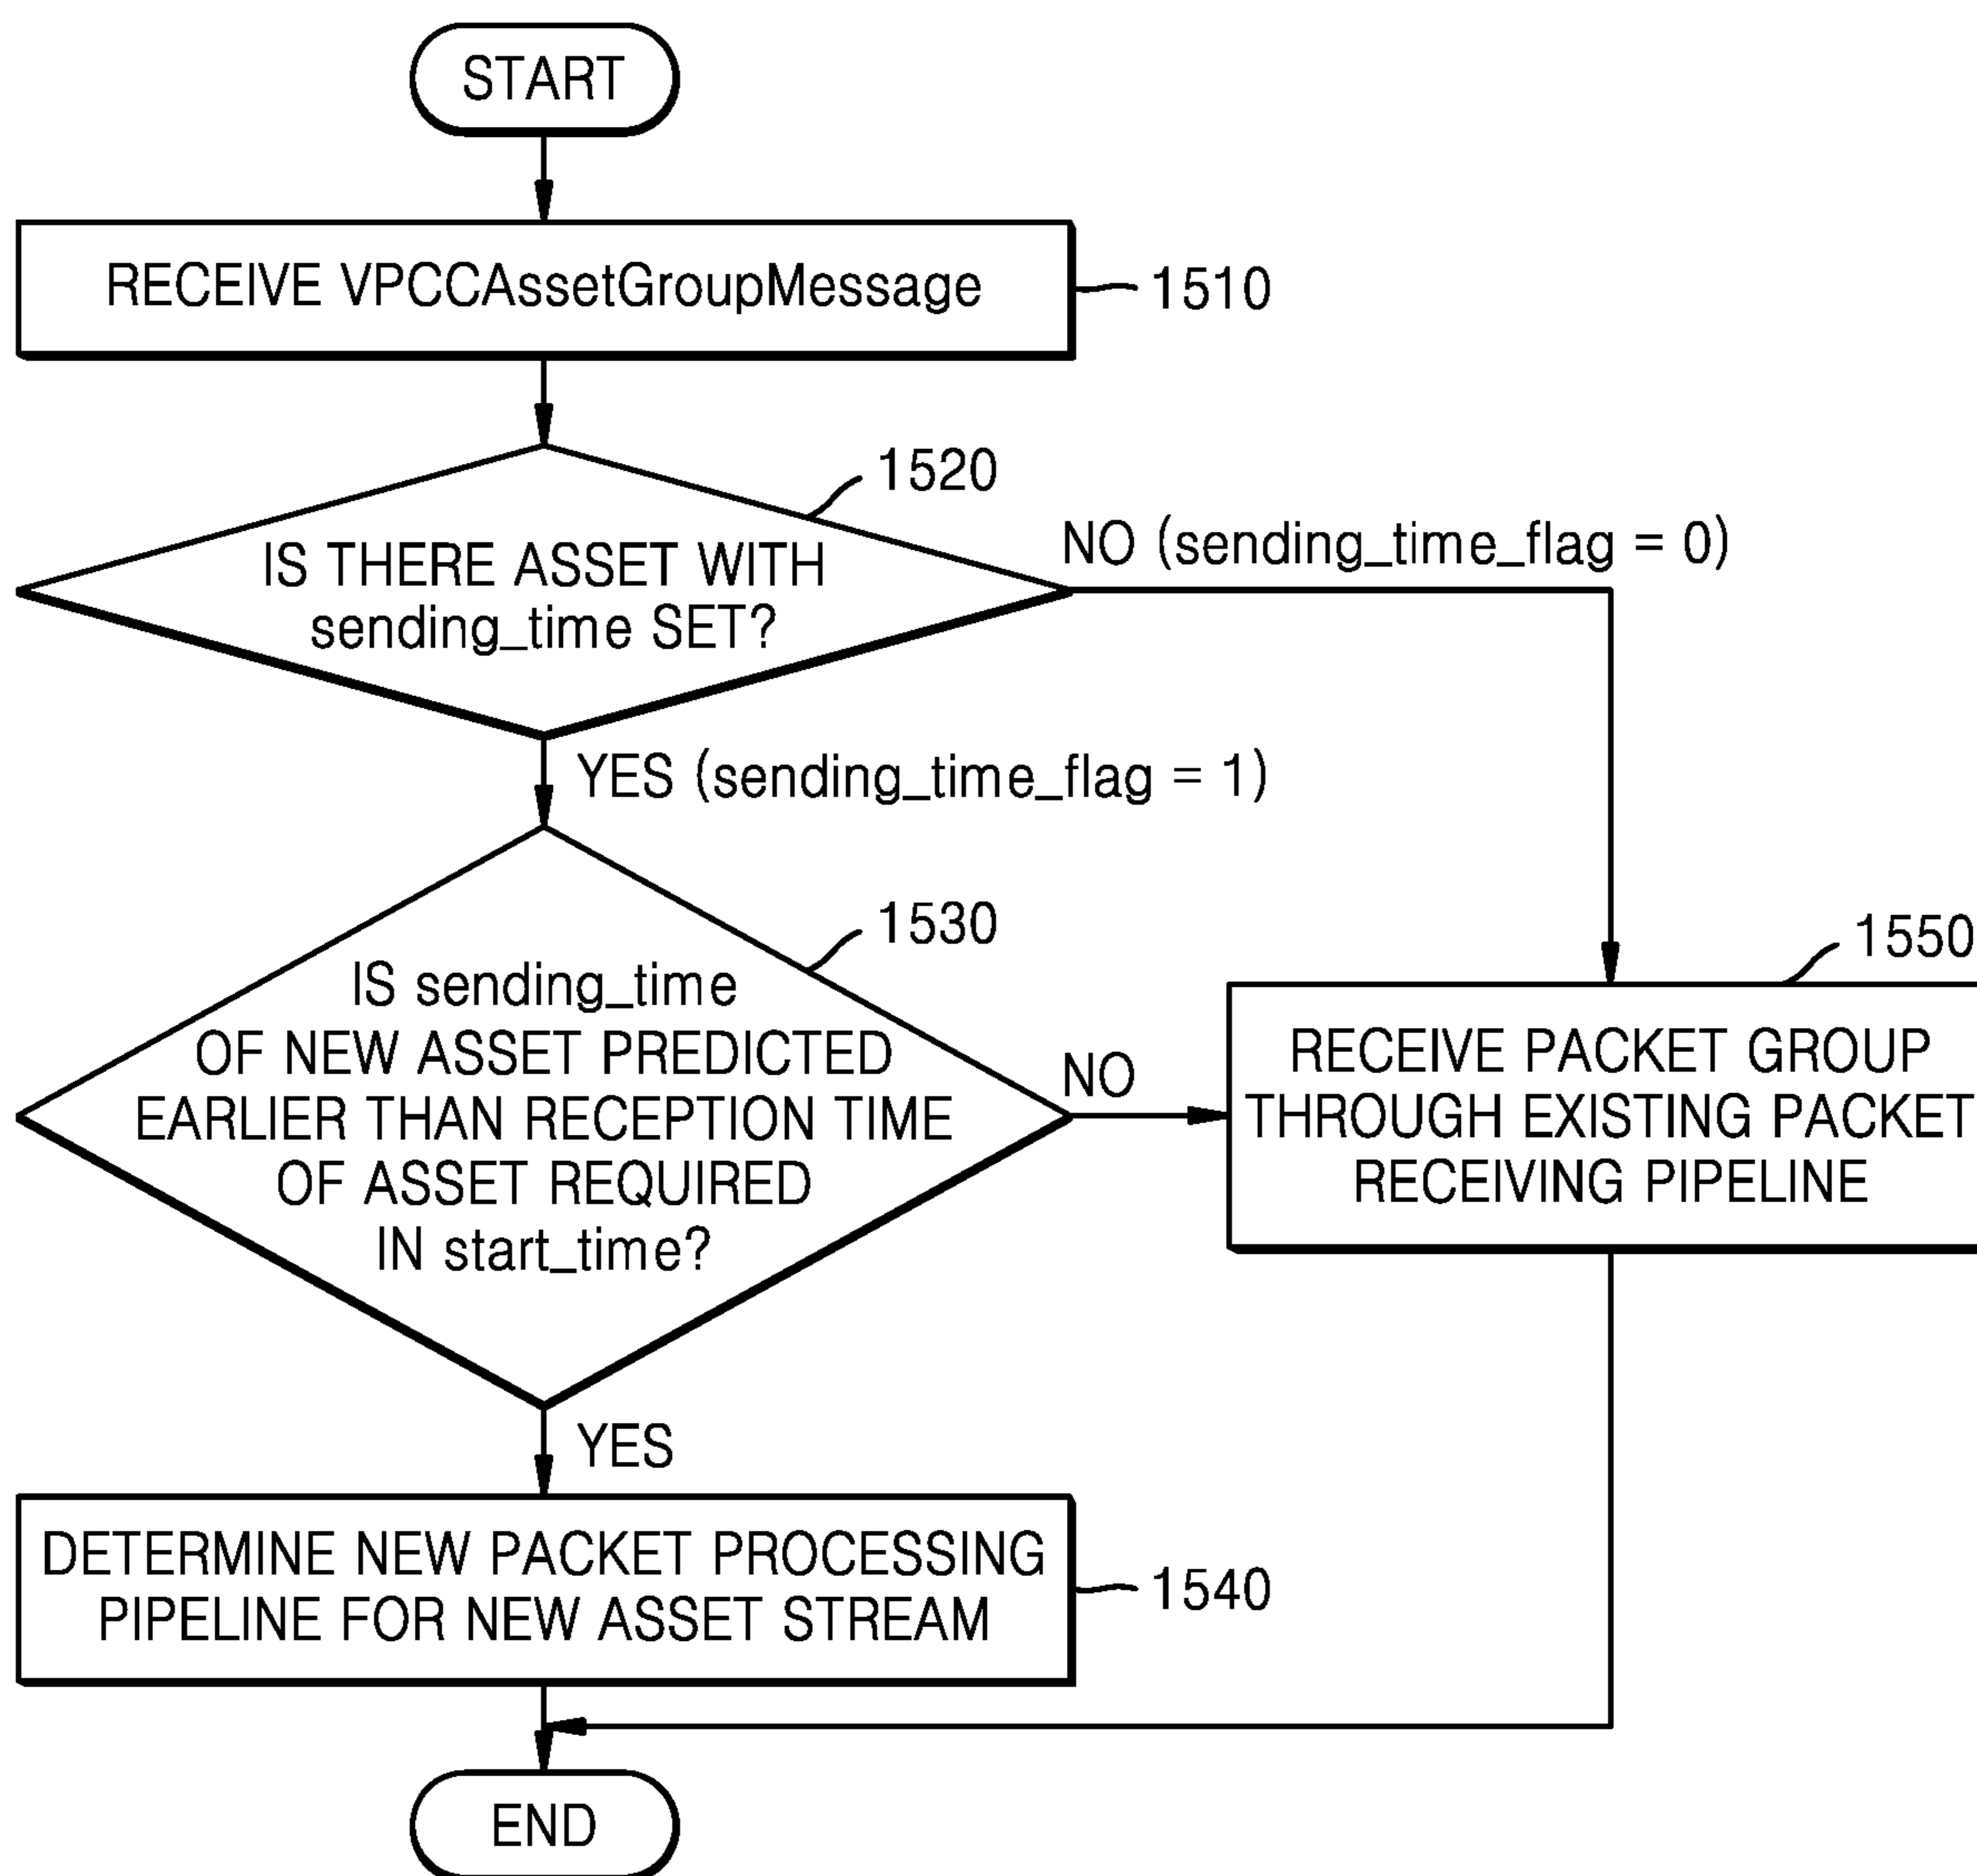 START
RECEIVE VPCCAssetGroupMessage
1510
1520
IS THERE ASSET WITH
sending_time SET?
NO (sending_time_flag = 0)
YES (sending_time_flag = 1)
1530
IS sending_time
OF NEW ASSET PREDICTED
EARLIER THAN RECEPTION TIME
OF ASSET REQUIRED
IN start_time?
NO
1550
RECEIVE PACKET GROUP
THROUGH EXISTING PACKET
RECEIVING PIPELINE
YES
DETERMINE NEW PACKET PROCESSING
PIPELINE FOR NEW ASSET STREAM
1540
END